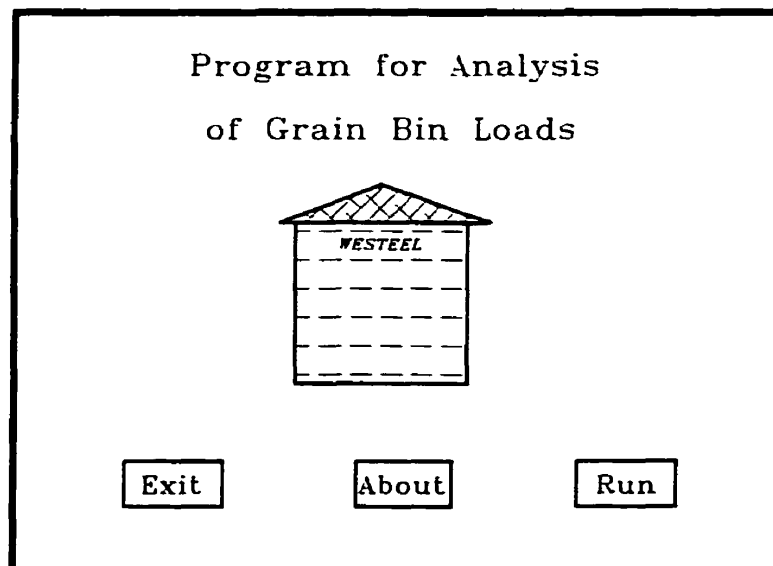 Program for Analysis
of Grain Bin Loads
WESTEEL
Exit About Run